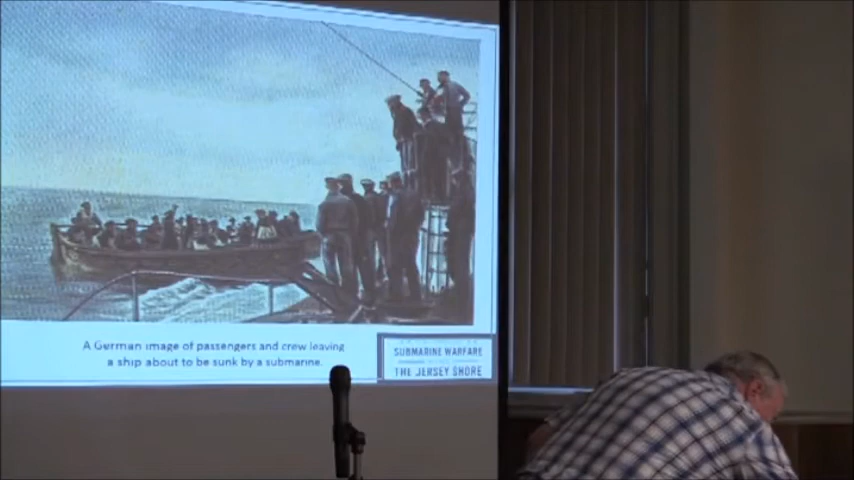 A German image of passengers and crew leaving
a ship about to be sunk by a submarine.
SUBMARINE WARFARE
THE JERSEY SHORE